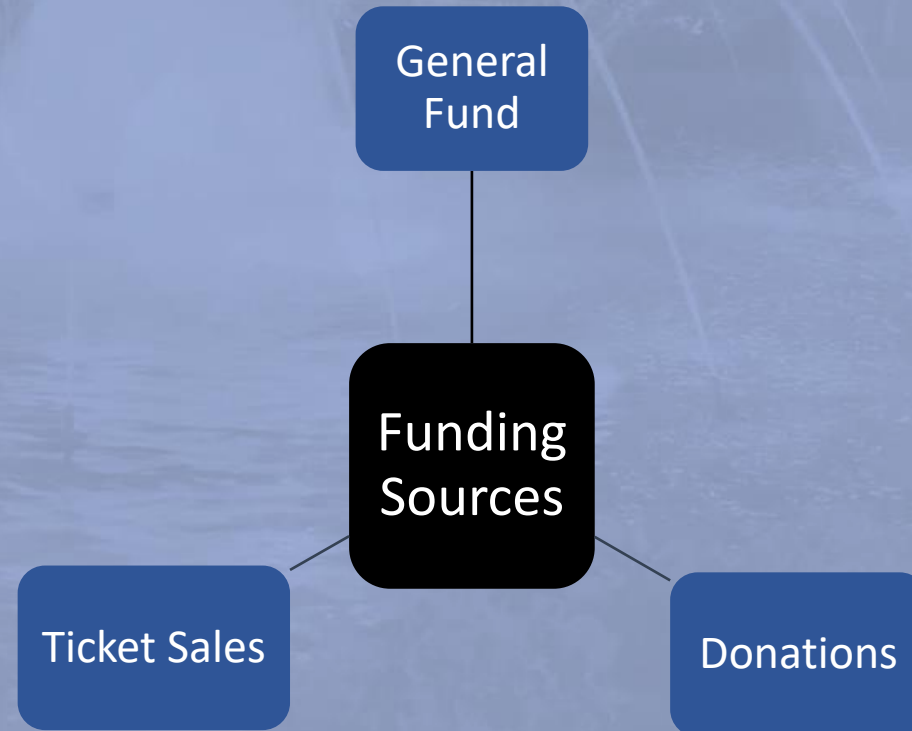 General
Fund
Funding
Sources
Ticket Sales
Donations